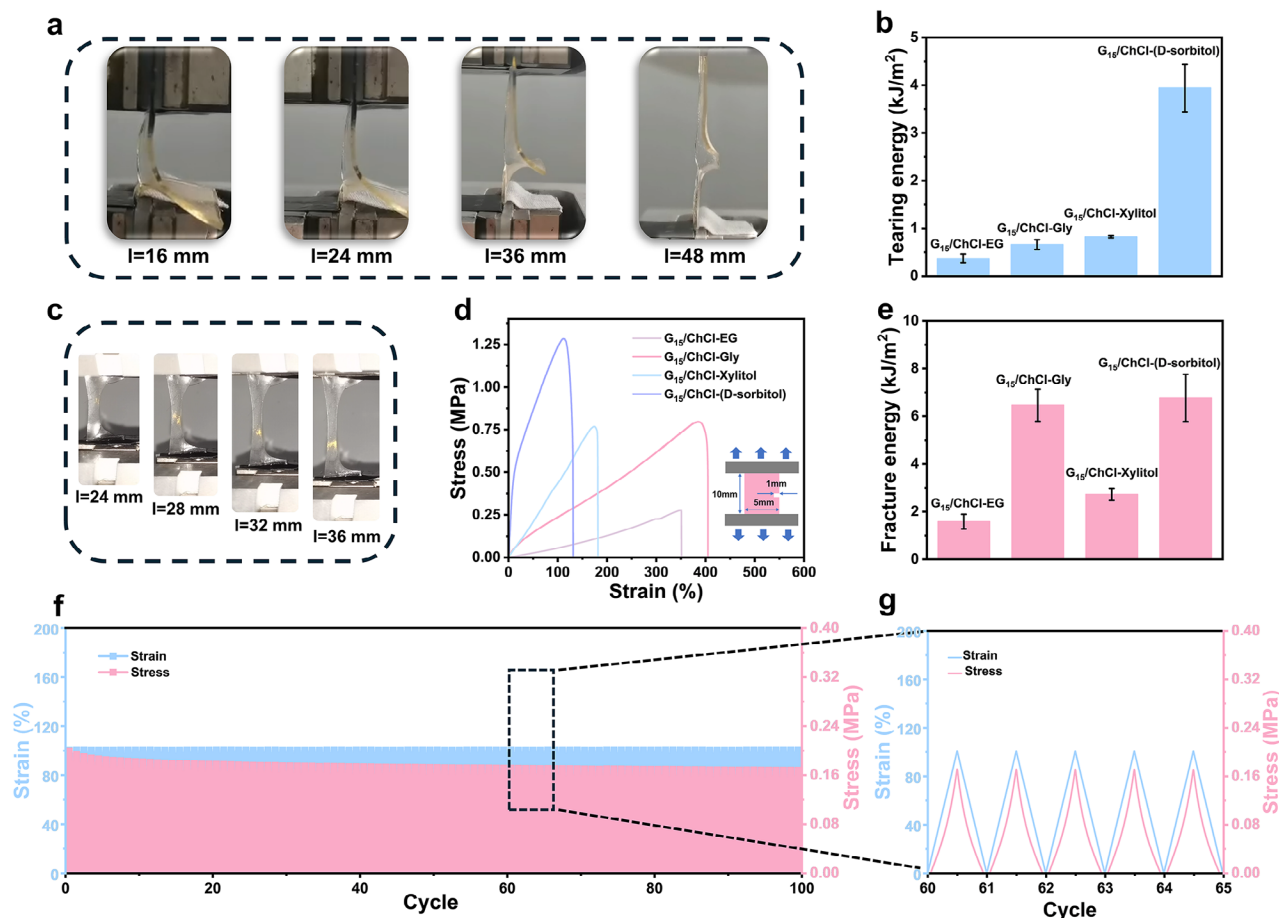 a
l=16 mm
l=24 mm
l=36 mm
l=48 mm
b
Tearing energy (kJ/m²)
5
4
3
2
1
0
G₁₅/ChCl-EG
G₁₅/ChCl-Gly
G₁₅/ChCl-Xylitol
G₁₅/ChCl-(D-sorbitol)
c
l=24 mm
l=28 mm
l=32 mm
l=36 mm
d
Stress (MPa)
1.25
1.00
0.75
0.50
0.25
0.00
G₁₅/ChCl-EG
G₁₅/ChCl-Gly
G₁₅/ChCl-Xylitol
G₁₅/ChCl-(D-sorbitol)
1mm
10mm
5mm
0 100 200 300 400 500 600
Strain (%)
e
Fracture energy (kJ/m²)
10
8
6
4
2
0
G₁₅/ChCl-EG
G₁₅/ChCl-Gly
G₁₅/ChCl-Xylitol
G₁₅/ChCl-(D-sorbitol)
f
Strain (%)
200
160
120
80
40
0
Strain
Stress
0.40
0.32
0.24
0.16
0.08
0.00
Stress (MPa)
0 20 40 60 80 100
Cycle
g
Strain (%)
200
160
120
80
40
0
Strain
Stress
0.40
0.32
0.24
0.16
0.08
0.00
Stress (MPa)
60 61 62 63 64 65
Cycle